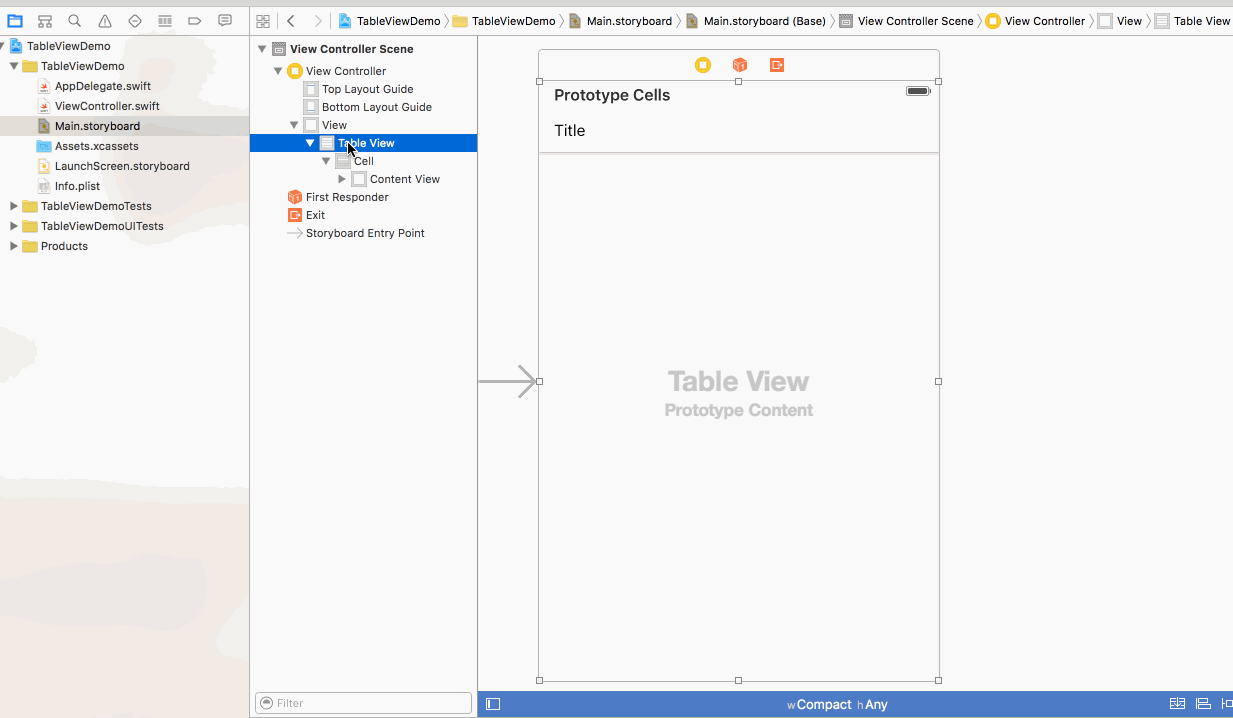 TableViewDemo TableViewDemo Main.storyboard Main.storyboard (Base) View Controller Scene View Controller View Table View
TableViewDemo
TableViewDemo
AppDelegate.swift
ViewController.swift
Main.storyboard
Assets.xcassets
LaunchScreen.storyboard
Info.plist
TableViewDemoTests
TableViewDemoUITests
Products
View Controller Scene
View Controller
Top Layout Guide
Bottom Layout Guide
View
Table View
Cell
Content View
First Responder
Exit
Storyboard Entry Point
Filter
Prototype Cells
Title
Table View
Prototype Content
wCompact hAny